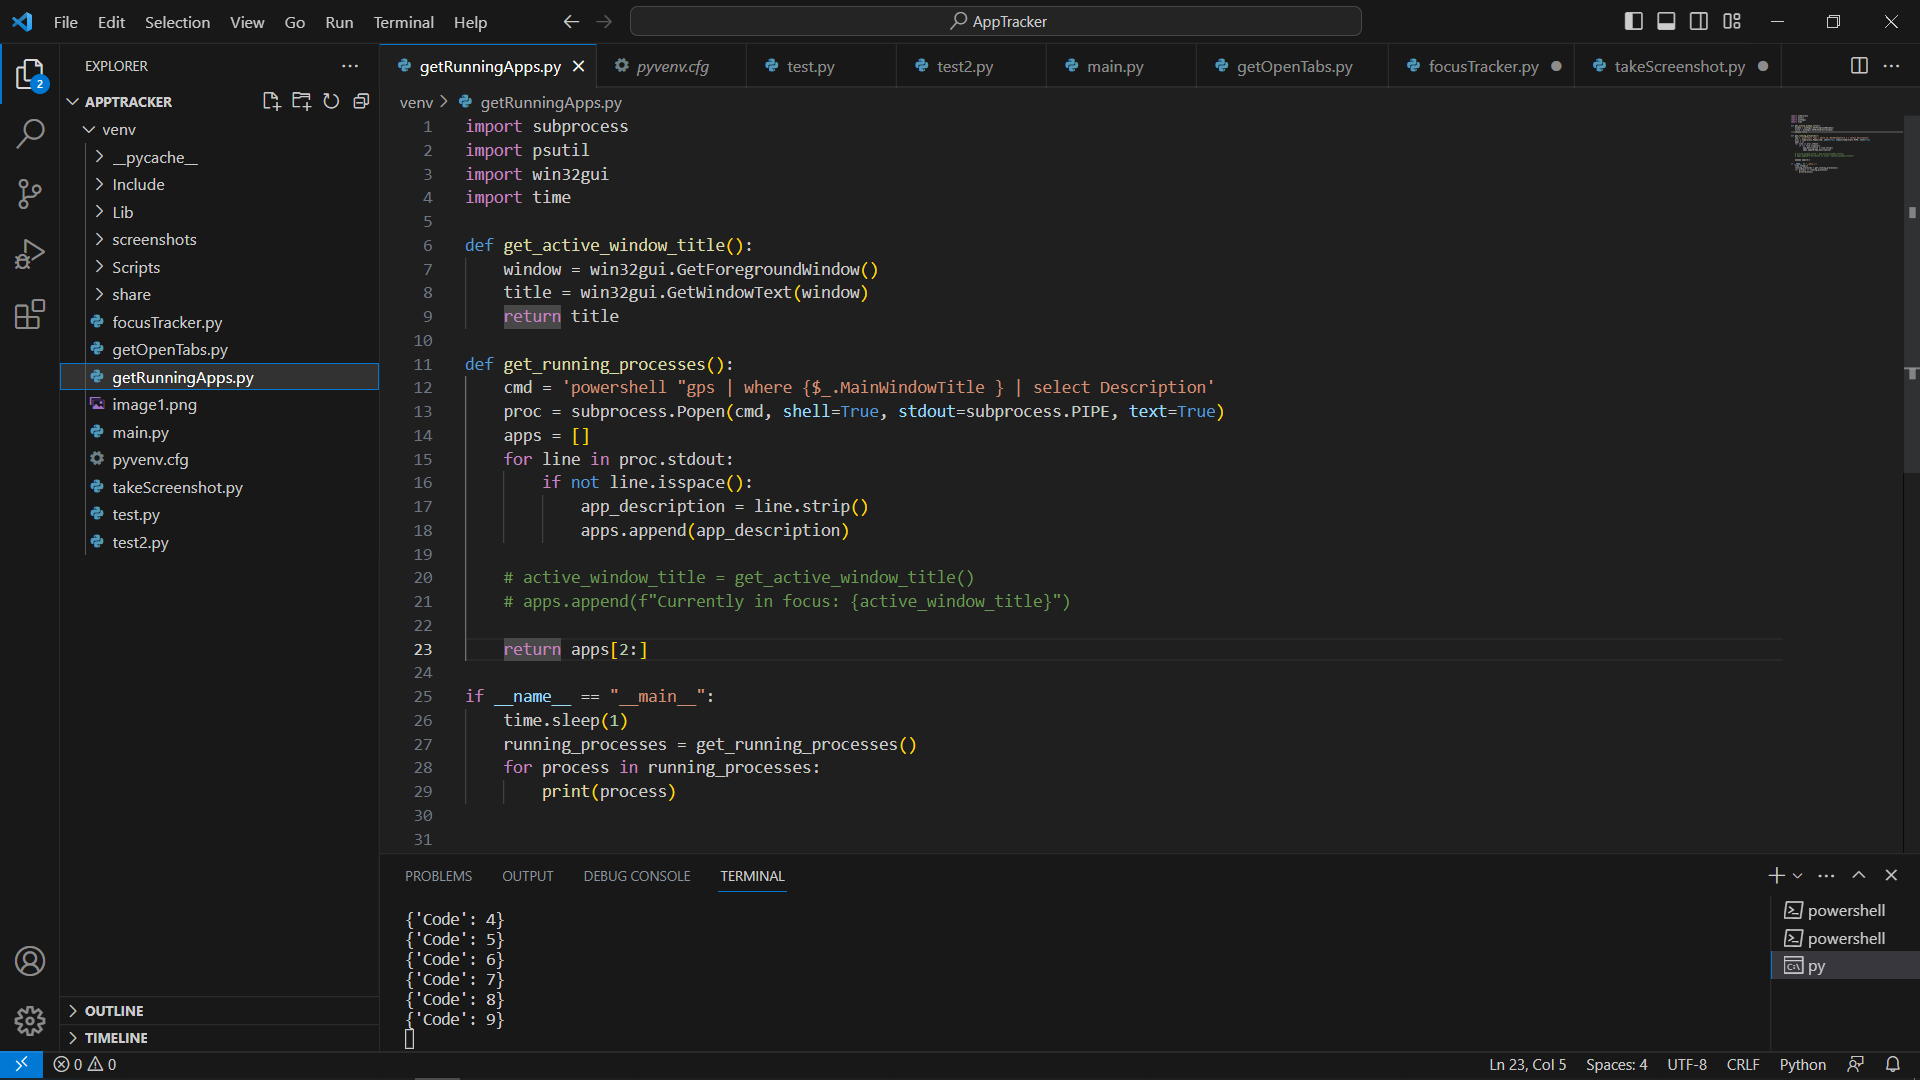 File Edit Selection View Go Run Terminal Help
AppTracker
EXPLORER
APPTRACKER
venv
__pycache__
Include
Lib
screenshots
Scripts
share
focusTracker.py
getOpenTabs.py
getRunningApps.py
image1.png
main.py
pyvenv.cfg
takeScreenshot.py
test.py
test2.py
OUTLINE
TIMELINE
2
getRunningApps.py pyvenv.cfg test.py test2.py main.py getOpenTabs.py focusTracker.py takeScreenshot.py
venv > getRunningApps.py
1 import subprocess
2 import psutil
3 import win32gui
4 import time
5
6 def get_active_window_title():
7 window = win32gui.GetForegroundWindow()
8 title = win32gui.GetWindowText(window)
9 return title
10
11 def get_running_processes():
12 cmd = 'powershell "gps | where {$_.MainWindowTitle } | select Description'
13 proc = subprocess.Popen(cmd, shell=True, stdout=subprocess.PIPE, text=True)
14 apps = []
15 for line in proc.stdout:
16 if not line.isspace():
17 app_description = line.strip()
18 apps.append(app_description)
19
20 # active_window_title = get_active_window_title()
21 # apps.append(f"Currently in focus: {active_window_title}")
22
23 return apps[2:]
24
25 if __name__ == "__main__":
26 time.sleep(1)
27 running_processes = get_running_processes()
28 for process in running_processes:
29 print(process)
30
31
PROBLEMS OUTPUT DEBUG CONSOLE TERMINAL
{'Code': 4}
{'Code': 5}
{'Code': 6}
{'Code': 7}
{'Code': 8}
{'Code': 9}
powershell
powershell
py
0 0
Ln 23, Col 5 Spaces: 4 UTF-8 CRLF Python